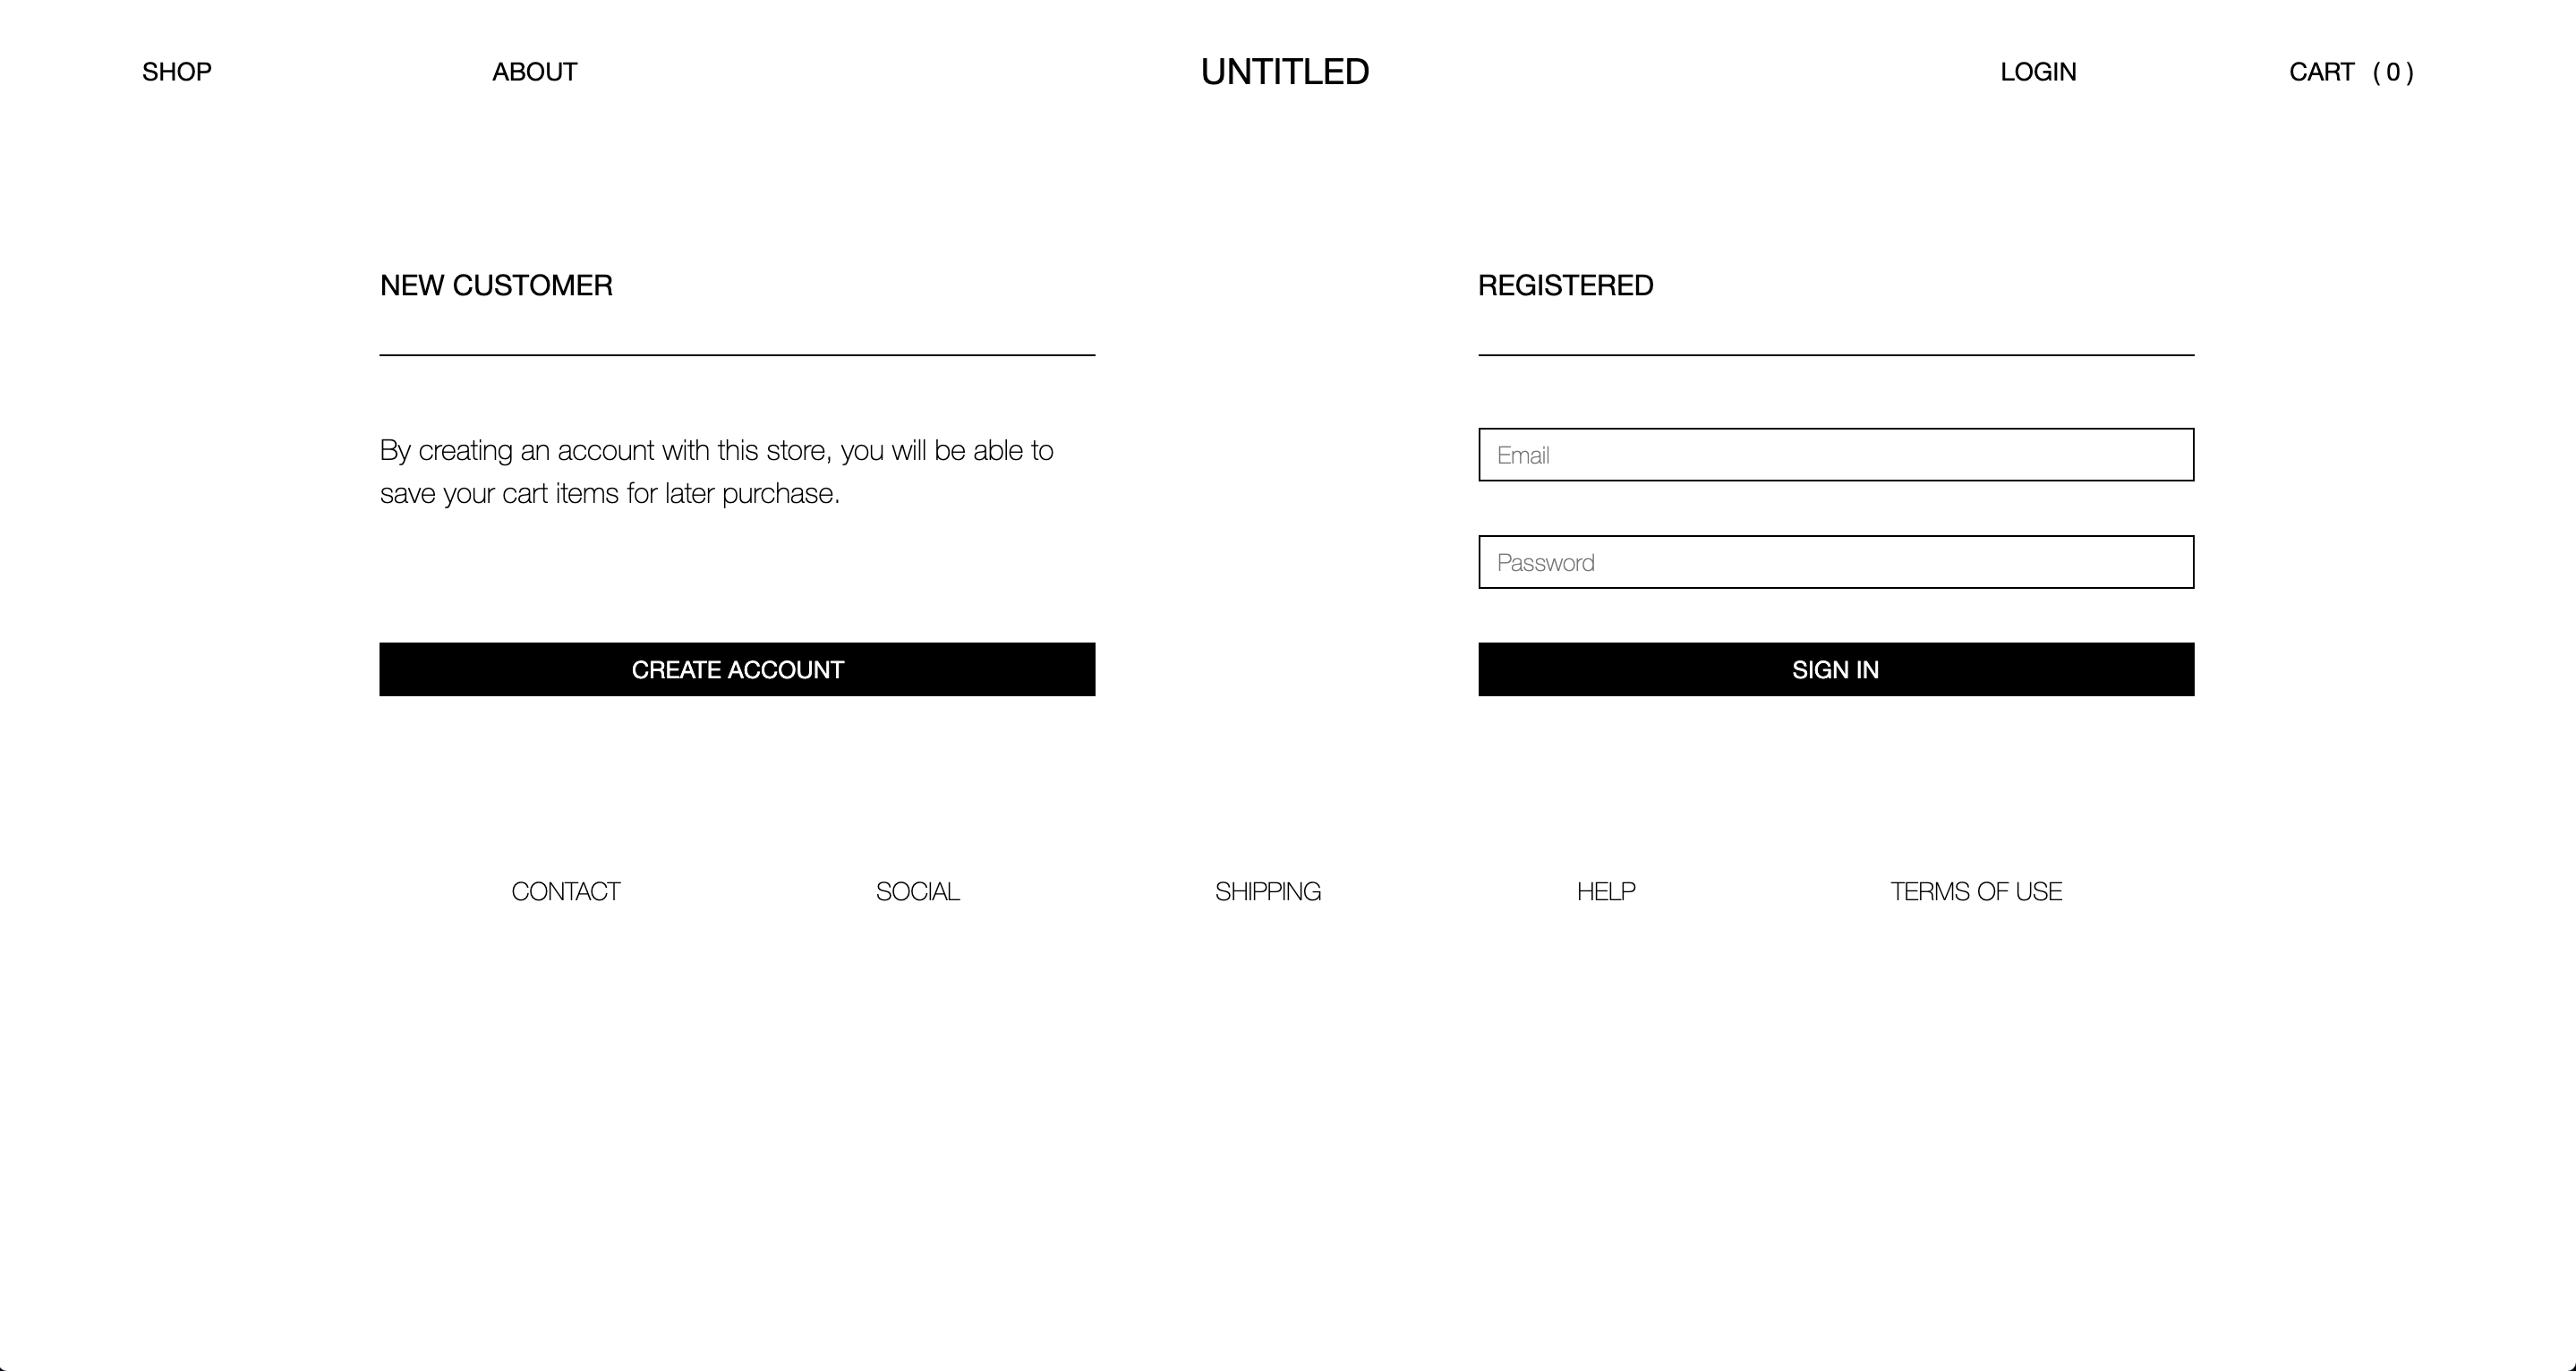 SHOP ABOUT UNTITLED LOGIN CART ( 0 )
NEW CUSTOMER
By creating an account with this store, you will be able to
save your cart items for later purchase.
CREATE ACCOUNT
REGISTERED
Email
Password
SIGN IN
CONTACT SOCIAL SHIPPING HELP TERMS OF USE